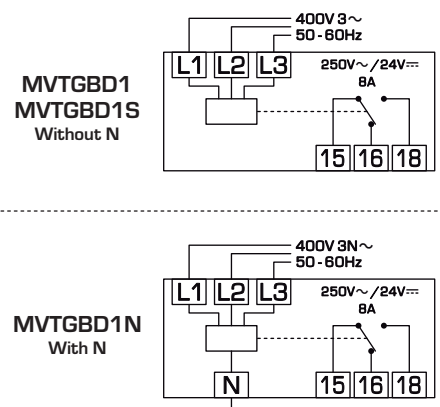 400V 3~
50-60Hz
L1 L2 L3
250V~/24V⎓
8A
MVTGBD1
MVTGBD1S
Without N
15 16 18
400V 3N~
50-60Hz
L1 L2 L3
250V~/24V⎓
8A
MVTGBD1N
With N
N
15 16 18